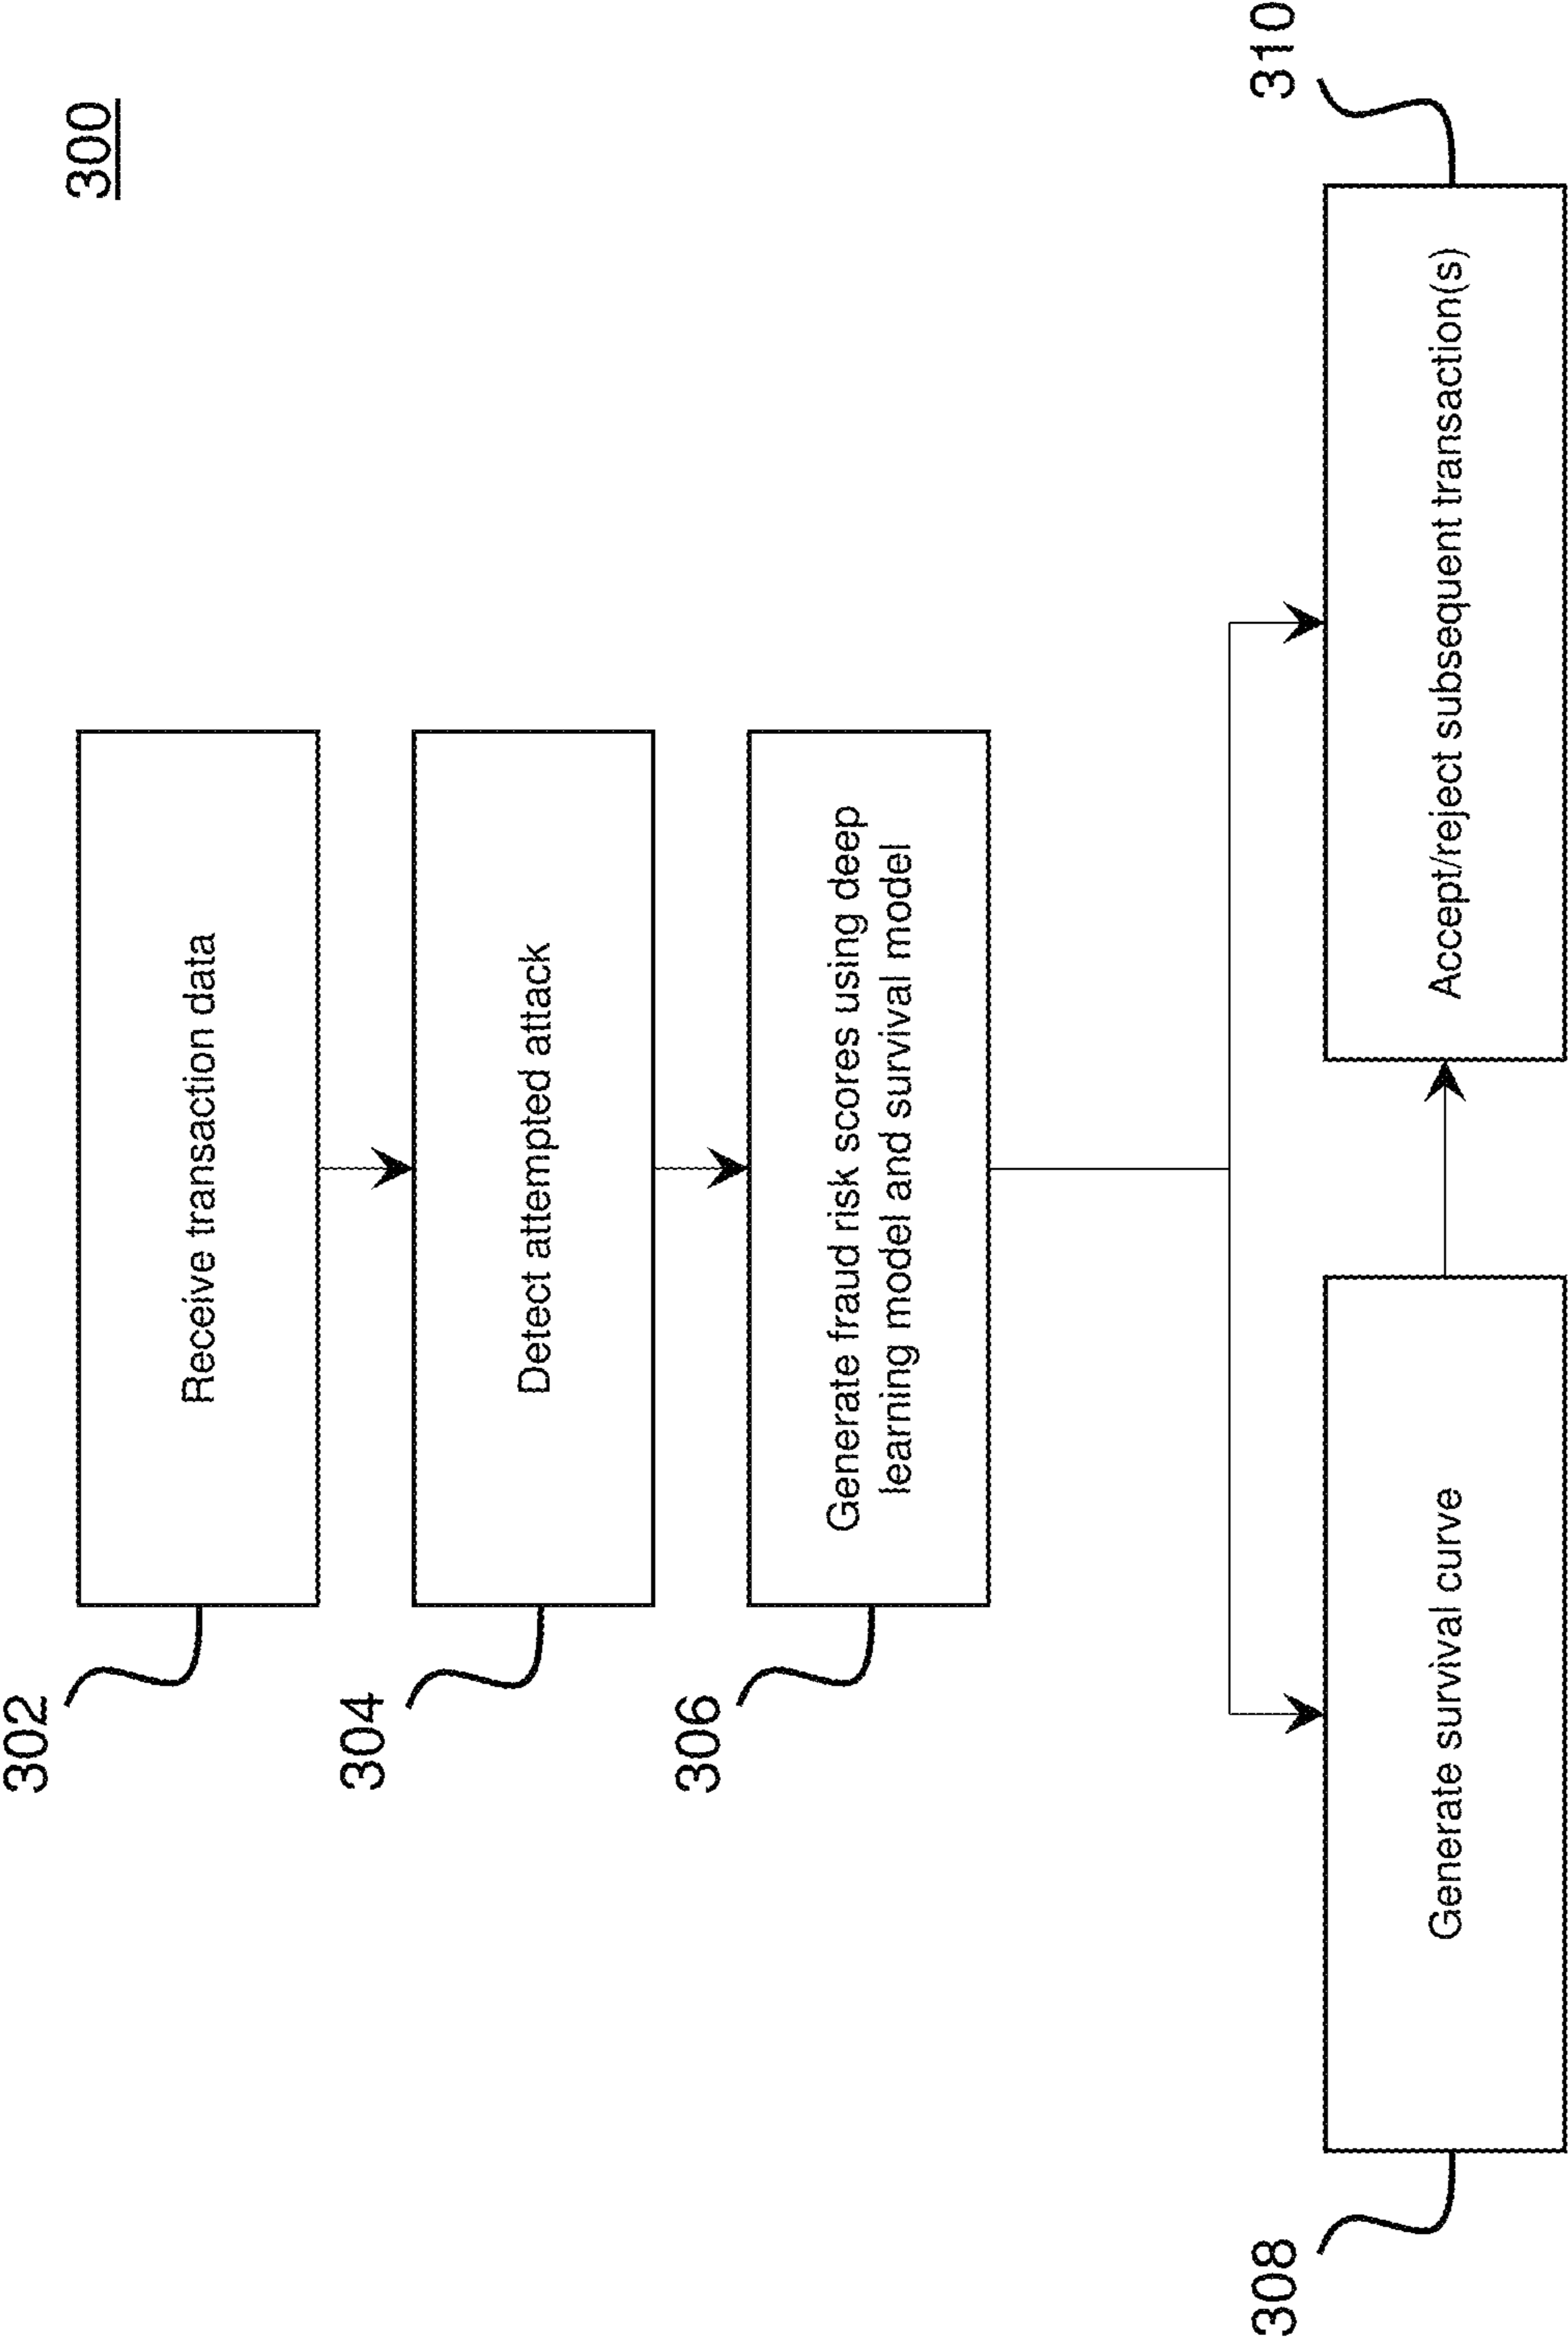 300
302
Receive transaction data
304
Detect attempted attack
306
Generate fraud risk scores using deep
learning model and survival model
308
Generate survival curve
310
Accept/reject subsequent transaction(s)